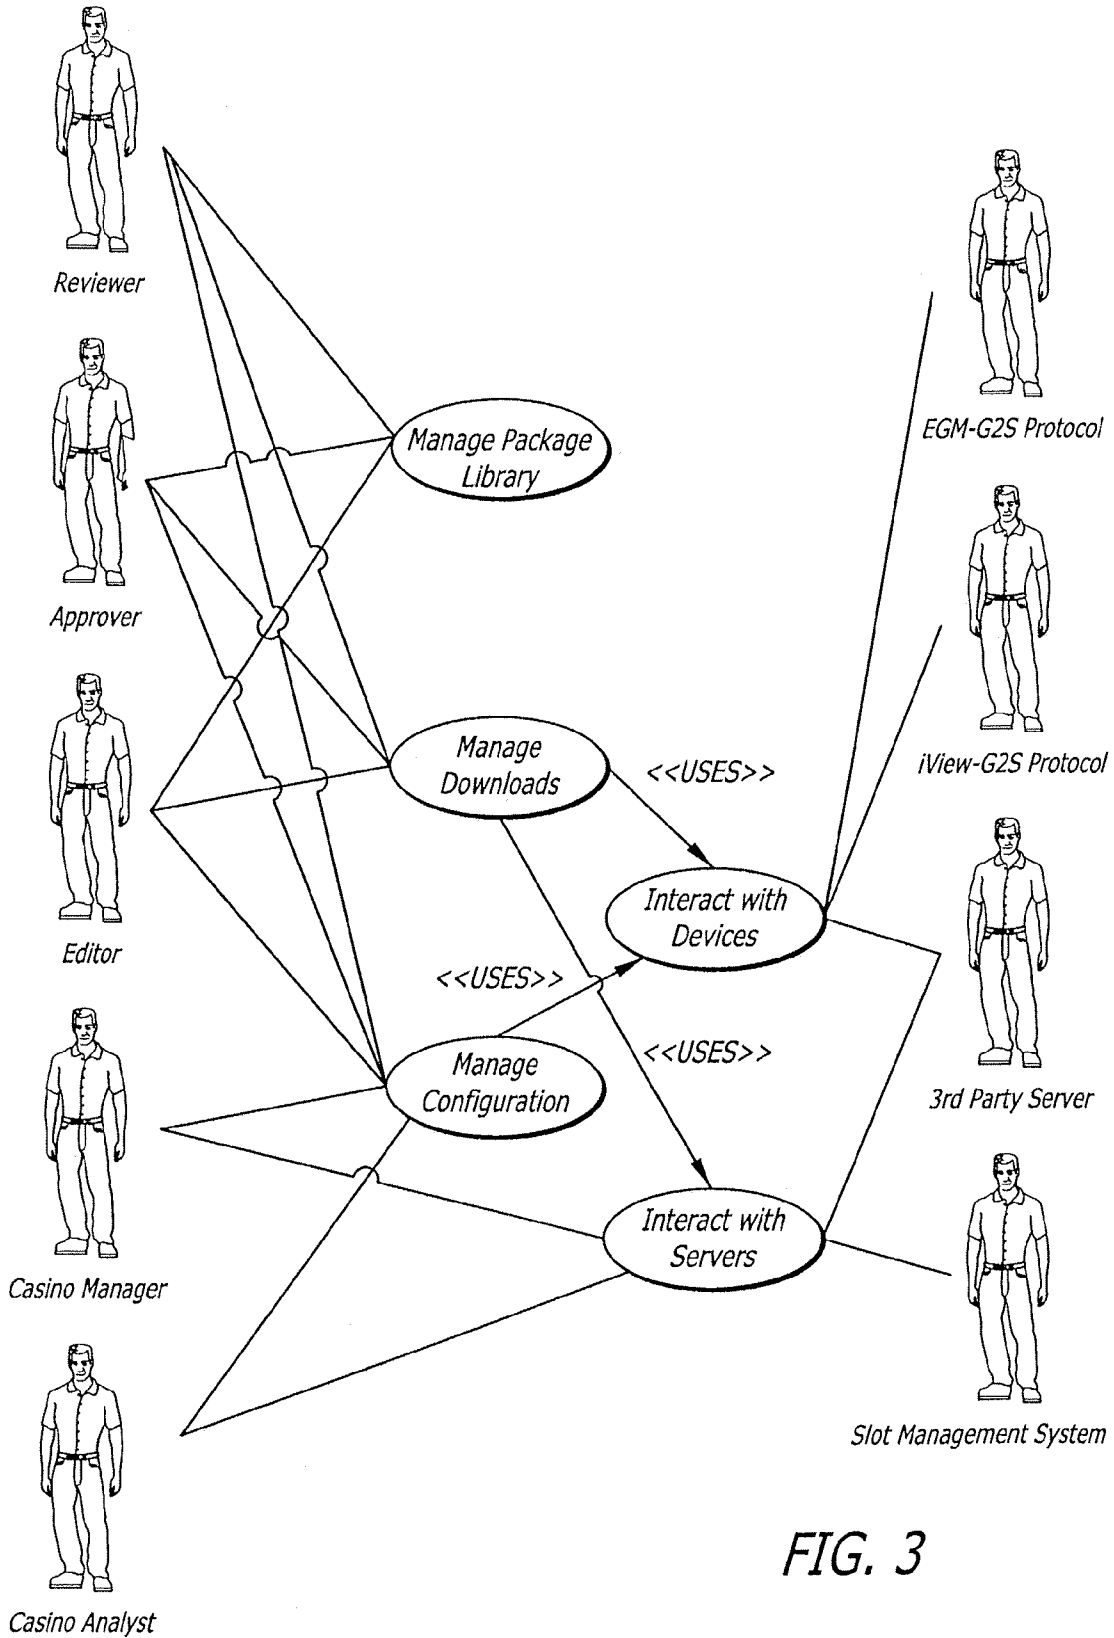 Reviewer
EGM-G2S Protocol
Manage Package
Library
Approver
Manage
Downloads
<<USES>>
iView-G2S Protocol
Interact with
Devices
Editor
<<USES>>
<<USES>>
Manage
Configuration
3rd Party Server
Interact with
Servers
Casino Manager
Slot Management System
FIG. 3
Casino Analyst